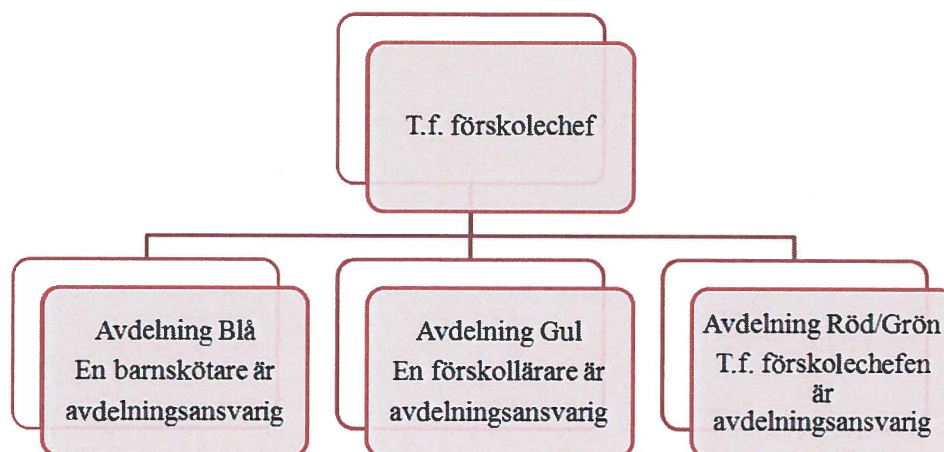 T.f. förskolechef
Avdelning Blå
En barnskötare är
avdelningsansvarig
Avdelning Gul
En förskollärare är
avdelningsansvarig
Avdelning Röd/Grön
T.f. förskolechefen
är
avdelningsansvarig